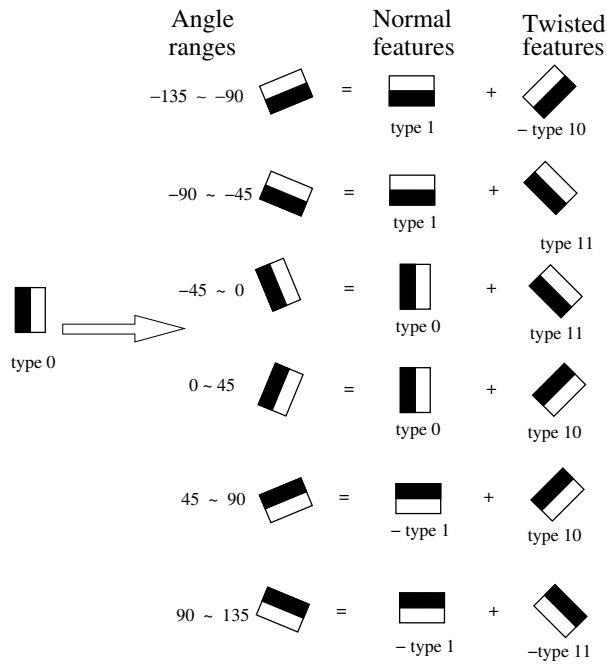 Angle ranges
Normal features
Twisted features
−135 ~ −90 = +
type 1
− type 10
−90 ~ −45 = +
type 1
type 11
−45 ~ 0 = +
type 0
type 0
type 11
0 ~ 45 = +
type 0
type 10
45 ~ 90 = +
− type 1
type 10
90 ~ 135 = +
− type 1
−type 11